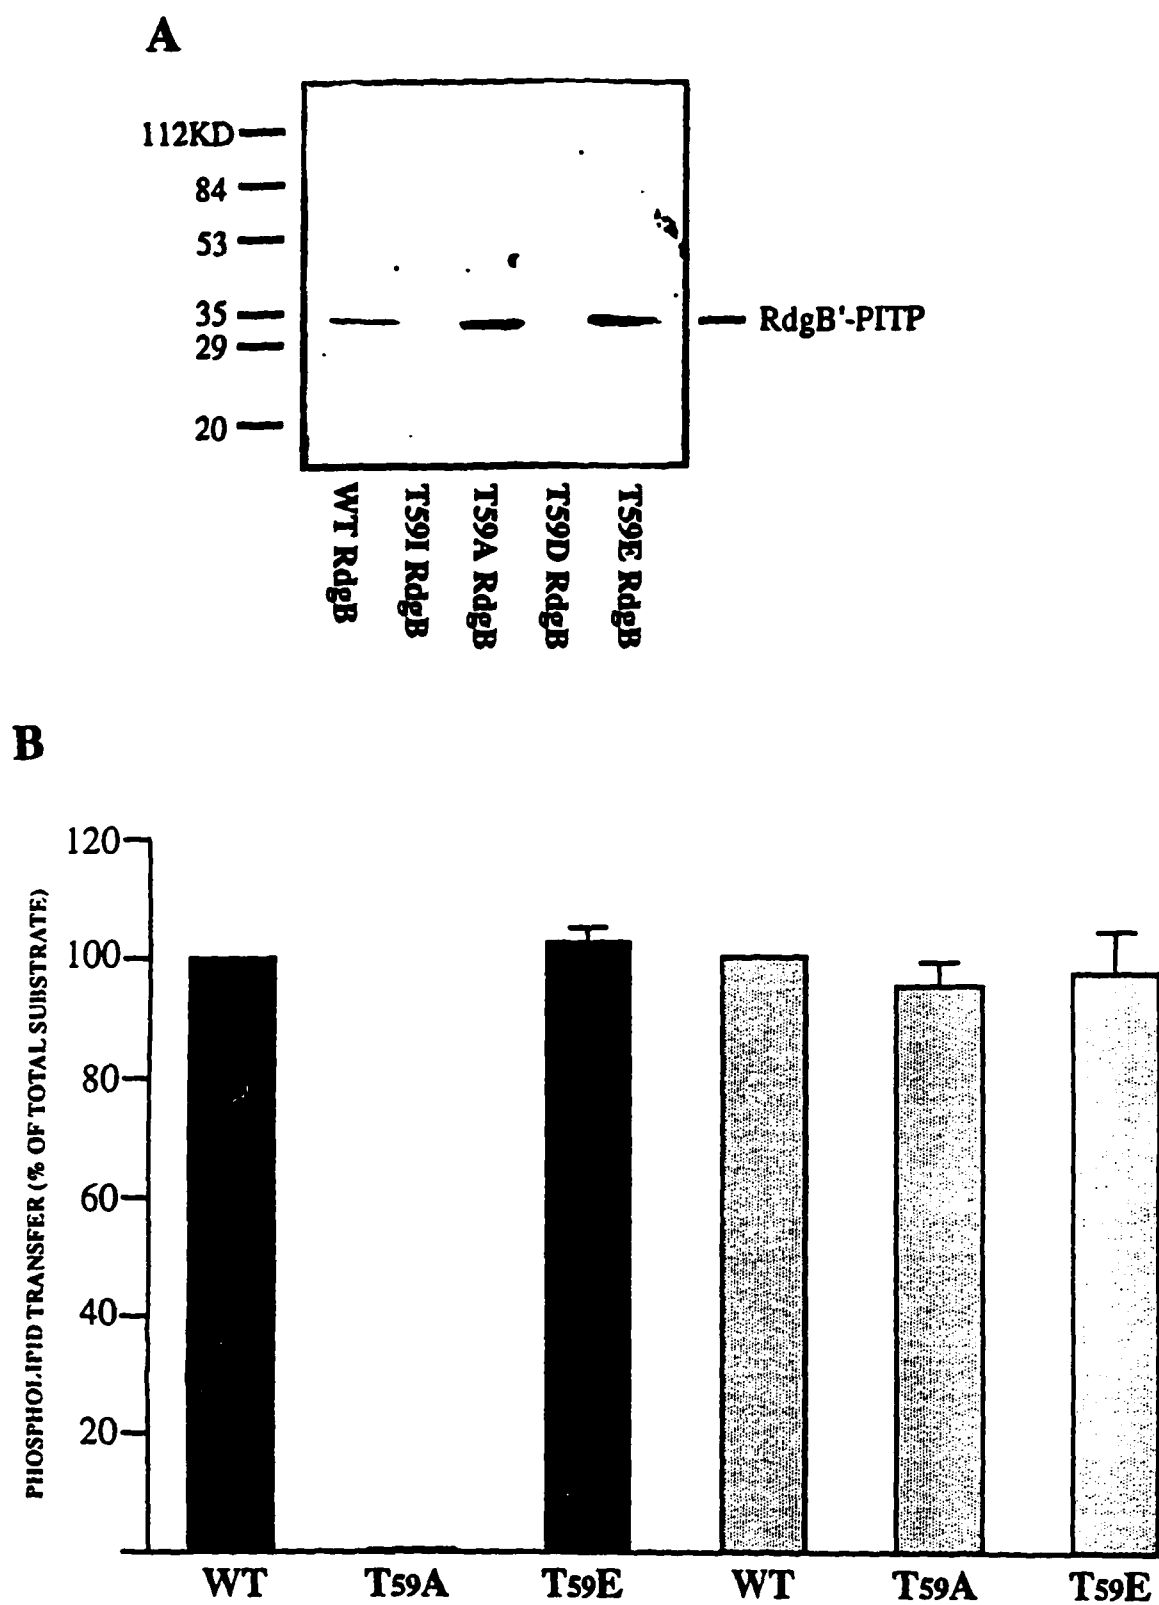 A
112KD
84
53
35
29
20
RdgB'-PITP
WT RdgB
T59I RdgB
T59A RdgB
T59D RdgB
T59E RdgB
B
PHOSPHOLIPID TRANSFER (% OF TOTAL SUBSTRATE)
120
100
80
60
40
20
WT T59A T59E WT T59A T59E